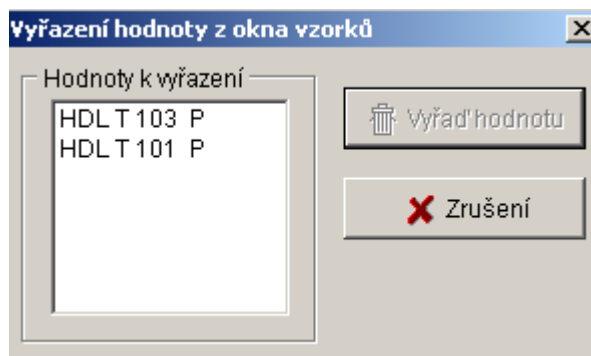 Vyřazení hodnoty z okna vzorků
Hodnoty k vyřazení
HDL T 103 P
HDL T 101 P
Vyřaď hodnotu
Zrušení